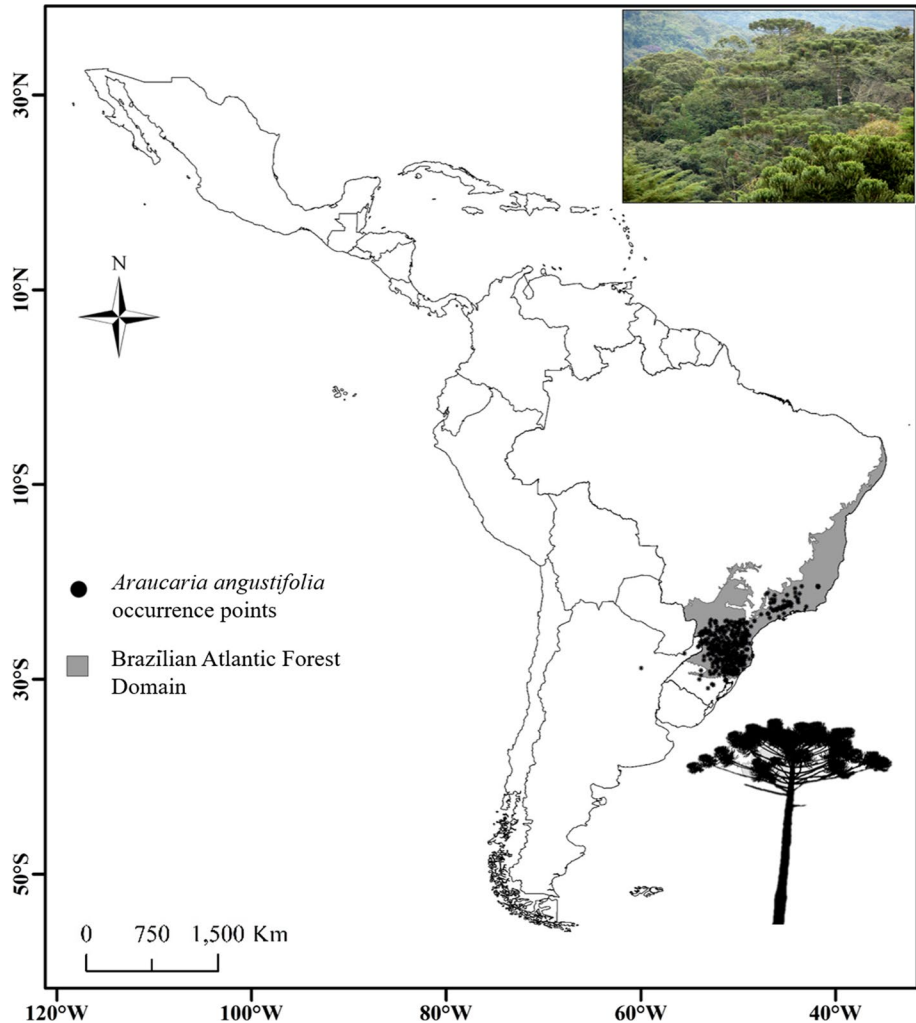 30°N
N
10°N
10°S
Araucaria angustifolia
occurrence points
Brazilian Atlantic Forest
Domain
30°S
50°S
0 750 1,500 Km
120°W 100°W 80°W 60°W 40°W